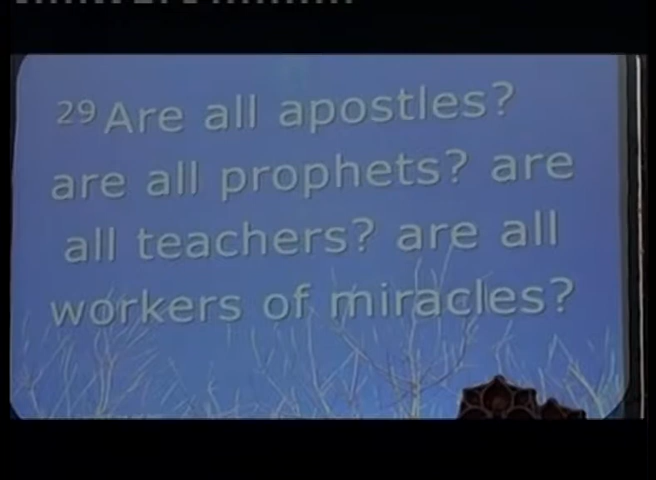 29 Are all apostles?
are all prophets? are
all teachers? are all
workers of miracles?